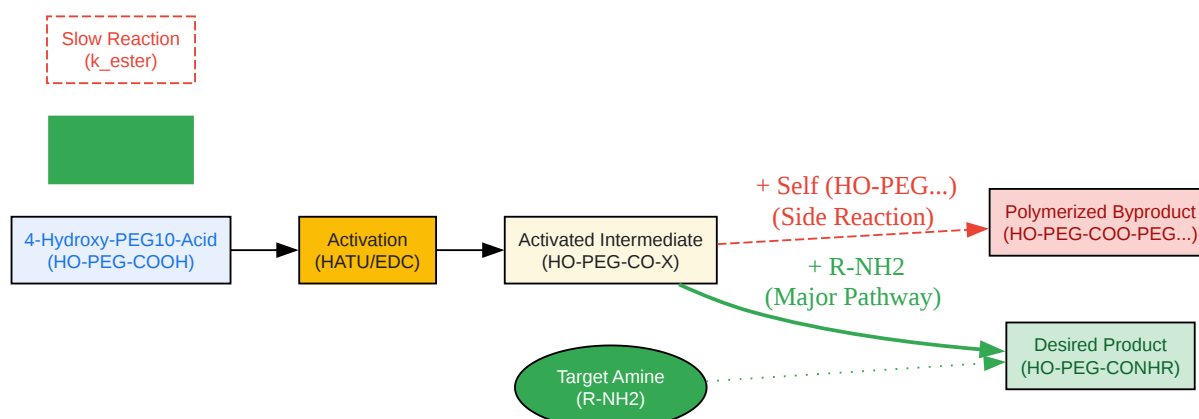 Slow Reaction
(k_ester)
4-Hydroxy-PEG10-Acid
(HO-PEG-COOH)
Activation
(HATU/EDC)
Activated Intermediate
(HO-PEG-CO-X)
+ Self (HO-PEG...)
(Side Reaction)
Polymerized Byproduct
(HO-PEG-COO-PEG...)
+ R-NH2
(Major Pathway)
Target Amine
(R-NH2)
Desired Product
(HO-PEG-CONHR)